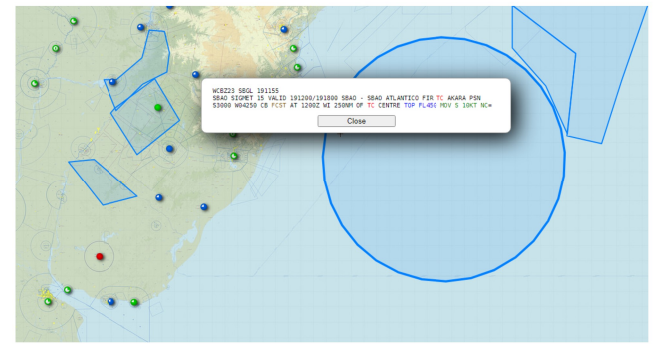 WCBZ23 SBGL 191155
SBAO SIGMET 15 VALID 191200/191800 SBAO - SBAO ATLANTICO FIR TC AKARA PSN
S3000 W04250 CB FCST AT 1200Z WI 250NM OF TC CENTRE TOP FL450 MOV S 10KT NC=
Close